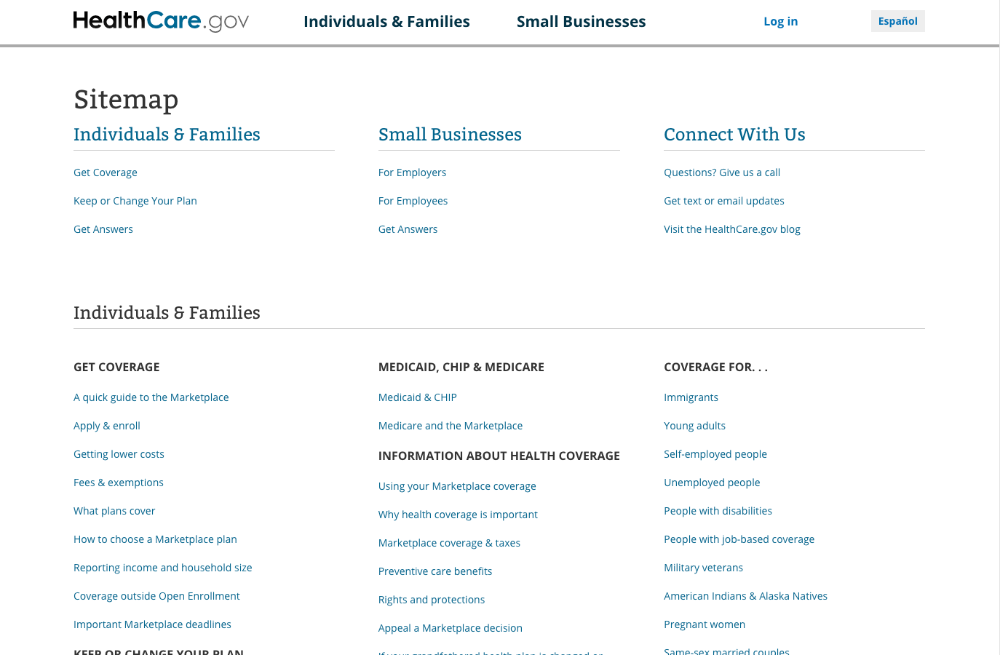 HealthCare.gov
Individuals & Families
Small Businesses
Log in
Español
Sitemap
Individuals & Families
Get Coverage
Keep or Change Your Plan
Get Answers
Small Businesses
For Employers
For Employees
Get Answers
Connect With Us
Questions? Give us a call
Get text or email updates
Visit the HealthCare.gov blog
Individuals & Families
GET COVERAGE
A quick guide to the Marketplace
Apply & enroll
Getting lower costs
Fees & exemptions
What plans cover
How to choose a Marketplace plan
Reporting income and household size
Coverage outside Open Enrollment
Important Marketplace deadlines
KEEP OR CHANGE YOUR PLAN
MEDICAID, CHIP & MEDICARE
Medicaid & CHIP
Medicare and the Marketplace
INFORMATION ABOUT HEALTH COVERAGE
Using your Marketplace coverage
Why health coverage is important
Marketplace coverage & taxes
Preventive care benefits
Rights and protections
Appeal a Marketplace decision
If your grandfathered health plan is changed or
COVERAGE FOR. . .
Immigrants
Young adults
Self-employed people
Unemployed people
People with disabilities
People with job-based coverage
Military veterans
American Indians & Alaska Natives
Pregnant women
Same-sex married couples